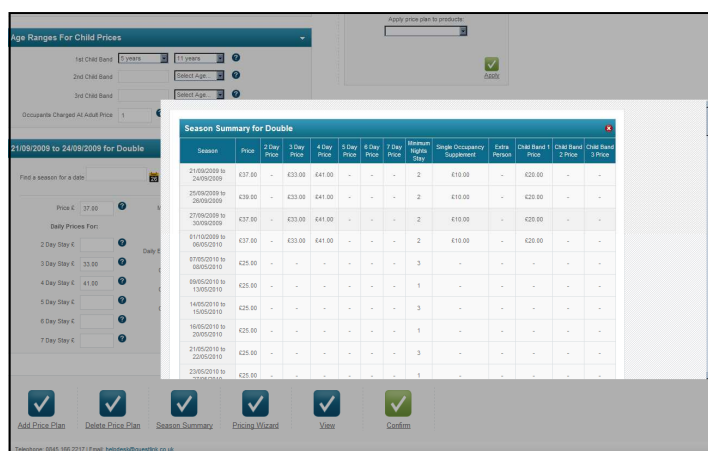 Apply price plan to products:
Apply
Age Ranges For Child Prices
1st Child Band 5 years 11 years
2nd Child Band Select Age...
3rd Child Band Select Age...
Occupants Charged At Adult Price 1
21/09/2009 to 24/09/2009 for Double
Find a season for a date
Price £ 37.00
Daily Prices For:
2 Day Stay £
3 Day Stay £ 33.00
4 Day Stay £ 41.00
5 Day Stay £
6 Day Stay £
7 Day Stay £
Season Summary for Double
Season Price 2 Day Price 3 Day Price 4 Day Price 5 Day Price 6 Day Price 7 Day Price Minimum Nights Stay Single Occupancy Supplement Extra Person Child Band 1 Price Child Band 2 Price Child Band 3 Price
21/09/2009 to 24/09/2009 £37.00 - £33.00 £41.00 - - - 2 £10.00 - £20.00 - -
25/09/2009 to 26/09/2009 £39.00 - £33.00 £41.00 - - - 2 £10.00 - £20.00 - -
27/09/2009 to 30/09/2009 £37.00 - £33.00 £41.00 - - - 2 £10.00 - £20.00 - -
01/10/2009 to 06/05/2010 £37.00 - £33.00 £41.00 - - - 2 £10.00 - £20.00 - -
07/05/2010 to 08/05/2010 £25.00 - - - - - - 3 - - - - -
09/05/2010 to 13/05/2010 £25.00 - - - - - - 1 - - - - -
14/05/2010 to 15/05/2010 £25.00 - - - - - - 3 - - - - -
16/05/2010 to 20/05/2010 £25.00 - - - - - - 1 - - - - -
21/05/2010 to 22/05/2010 £25.00 - - - - - - 3 - - - - -
23/05/2010 to £25.00 - - - - - - 1 - - - - -
Add Price Plan Delete Price Plan Season Summary Pricing Wizard View Confirm
Telephone: 0845 166 2717 | Email: helpdesk@guestlink.co.uk